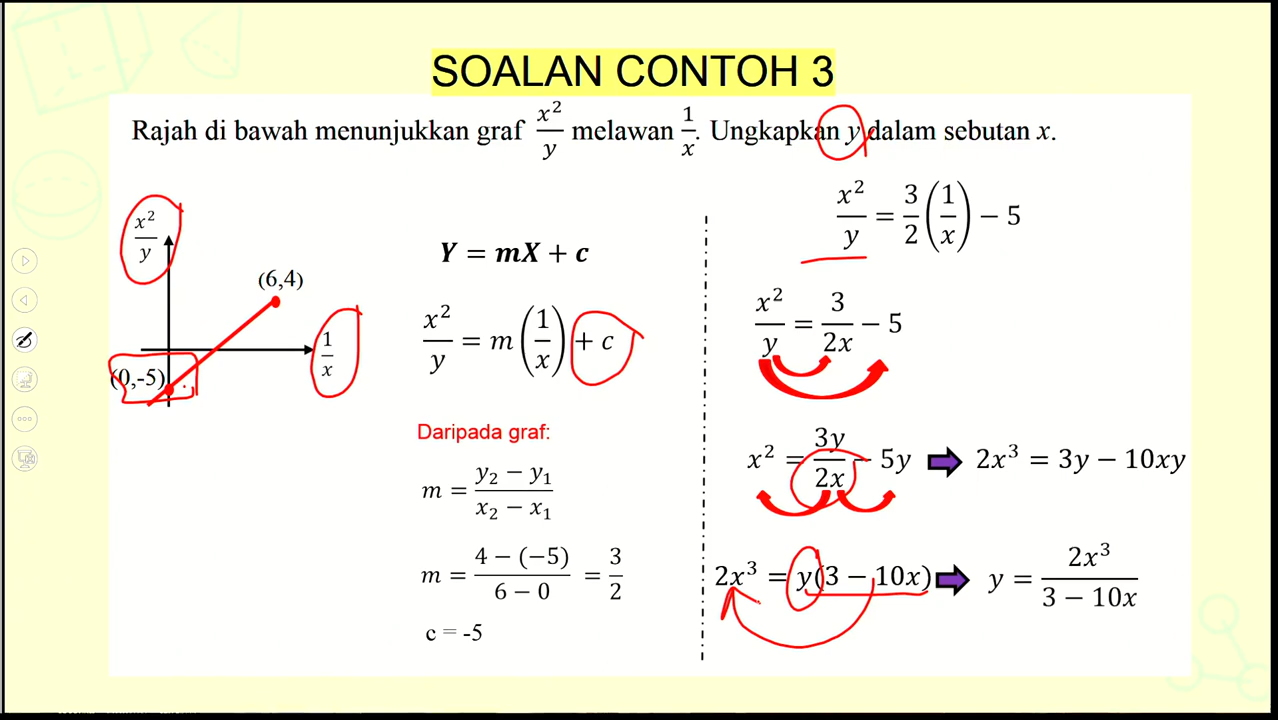 SOALAN CONTOH 3
Rajah di bawah menunjukkan graf x²/y melawan 1/x. Ungkapkan y dalam sebutan x.
x²/y
(6,4)
1/x
(0,-5)
Y = mX + c
x²/y = m(1/x) + c
Daripada graf:
m = (y₂ − y₁)/(x₂ − x₁)
m = (4 − (−5))/(6 − 0) = 3/2
c = -5
x²/y = 3/2 (1/x) − 5
x²/y = 3/2x − 5
x² = 3y/2x − 5y 2x³ = 3y − 10xy
2x³ = y(3 − 10x) y = 2x³/(3 − 10x)